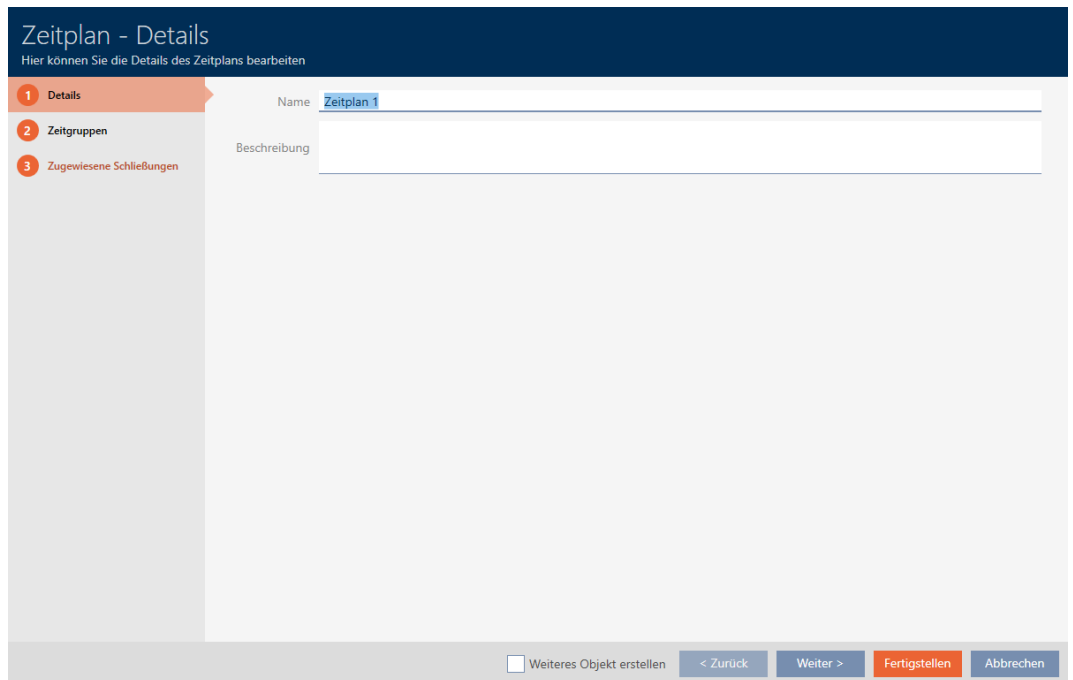 Zeitplan - Details
Hier können Sie die Details des Zeitplans bearbeiten
1 Details
2 Zeitgruppen
3 Zugewiesene Schließungen
Name Zeitplan 1
Beschreibung
Weiteres Objekt erstellen < Zurück Weiter > Fertigstellen Abbrechen